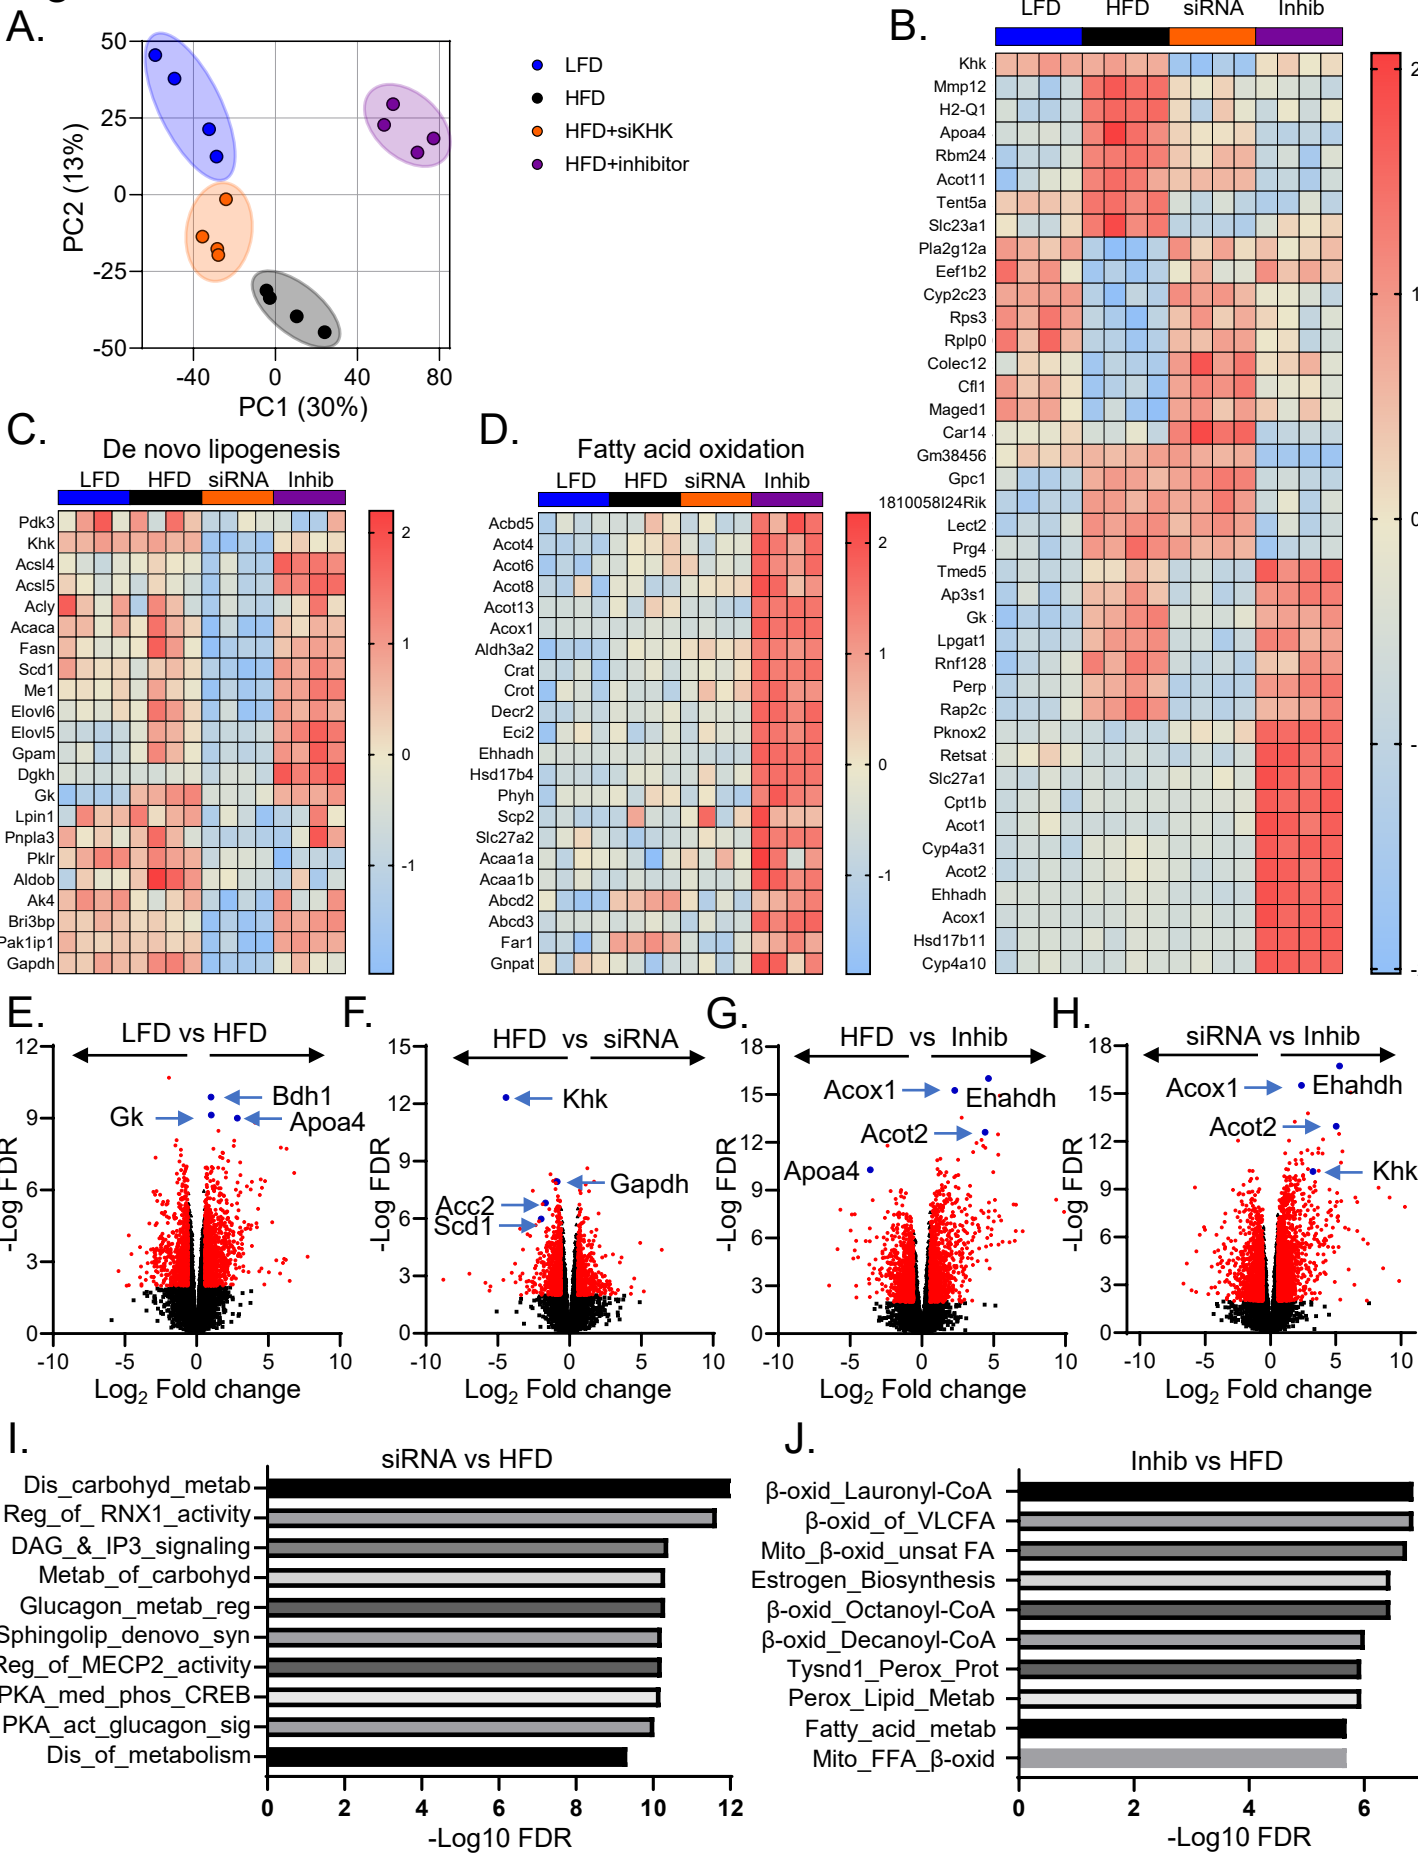 A.
50
25
0
-25
-50
PC2 (13%)
-40
0
40
80
PC1 (30%)
LFD
HFD
HFD+siKHK
HFD+inhibitor
B.
LFD HFD siRNA Inhib
Khk
Mmp12
H2-Q1
Apoa4
Rbm24
Acot11
Tent5a
Slc23a1
Pla2g12a
Eef1b2
Cyp2c23
Rps3
Rplp0
Colec12
Cfl1
Maged1
Car14
Gm38456
Gpc1
1810058I24Rik
Lect2
Prg4
Tmed5
Ap3s1
Gk
Lpgat1
Rnf128
Perp
Rap2c
Pknox2
Retsat
Slc27a1
Cpt1b
Acot1
Cyp4a31
Acot2
Ehhadh
Acox1
Hsd17b11
Cyp4a10
2
1
0
-
-
C.
De novo lipogenesis
LFD HFD siRNA Inhib
Pdk3
Khk
Acsl4
Acsl5
Acly
Acaca
Fasn
Scd1
Me1
Elovl6
Elovl5
Gpam
Dgkh
Gk
Lpin1
Pnpla3
Pklr
Aldob
Ak4
Bri3bp
Pak1ip1
Gapdh
2
1
0
-1
D.
Fatty acid oxidation
LFD HFD siRNA Inhib
Acbd5
Acot4
Acot6
Acot8
Acot13
Acox1
Aldh3a2
Crat
Crot
Decr2
Eci2
Ehhadh
Hsd17b4
Phyh
Scp2
Slc27a2
Acaa1a
Acaa1b
Abcd2
Abcd3
Far1
Gnpat
2
1
0
-1
E.
LFD vs HFD
12
9
6
3
0
-Log FDR
Bdh1
Gk
Apoa4
-10 -5 0 5 10
Log2 Fold change
F.
HFD vs siRNA
15
12
9
6
3
0
-Log FDR
Khk
Gapdh
Acc2
Scd1
-10 -5 0 5 10
Log2 Fold change
G.
HFD vs Inhib
18
15
12
9
6
3
0
-Log FDR
Acox1
Ehahdh
Acot2
Apoa4
-10 -5 0 5 10
Log2 Fold change
H.
siRNA vs Inhib
18
15
12
9
6
3
0
-Log FDR
Acox1
Ehahdh
Acot2
Khk
-10 -5 0 5 10
Log2 Fold change
I.
siRNA vs HFD
Dis_carbohyd_metab
Reg_of_ RNX1_activity
DAG_&_IP3_signaling
Metab_of_carbohyd
Glucagon_metab_reg
Sphingolip_denovo_syn
Reg_of_MECP2_activity
PKA_med_phos_CREB
PKA_act_glucagon_sig
Dis_of_metabolism
0 2 4 6 8 10 12
-Log10 FDR
J.
Inhib vs HFD
β-oxid_Lauronyl-CoA
β-oxid_of_VLCFA
Mito_β-oxid_unsat FA
Estrogen_Biosynthesis
β-oxid_Octanoyl-CoA
β-oxid_Decanoyl-CoA
Tysnd1_Perox_Prot
Perox_Lipid_Metab
Fatty_acid_metab
Mito_FFA_β-oxid
0 2 4 6
-Log10 FDR